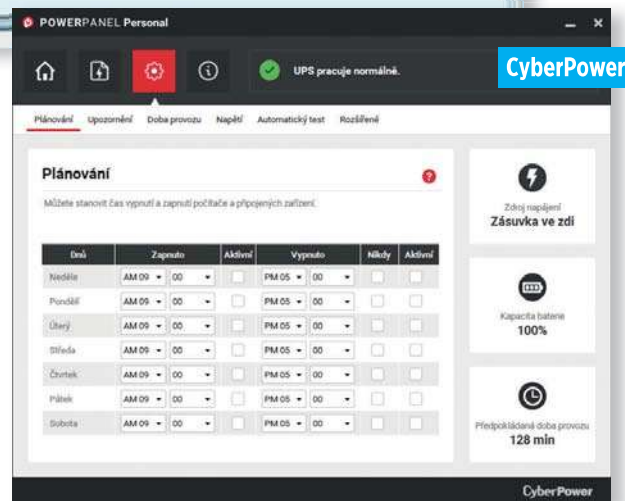 POWERPANEL Personal
UPS pracuje normálně.
CyberPower
Plánování Upozornění Doba provozu Napětí Automatický test Rozšířené
Plánování
Můžete stanovit čas vypnutí a zapnutí počítače a připojených zařízení.
Dnů Zapnuto Aktivní Vypnuto Nikdy Aktivní
Neděle AM 09 00 PM 05 00
Pondělí AM 09 00 PM 05 00
Úterý AM 09 00 PM 05 00
Středa AM 09 00 PM 05 00
Čtvrtek AM 09 00 PM 05 00
Pátek AM 09 00 PM 05 00
Sobota AM 09 00 PM 05 00
Zdroj napájení
Zásuvka ve zdi
Kapacita baterie
100%
Předpokládaná doba provozu
128 min
CyberPower